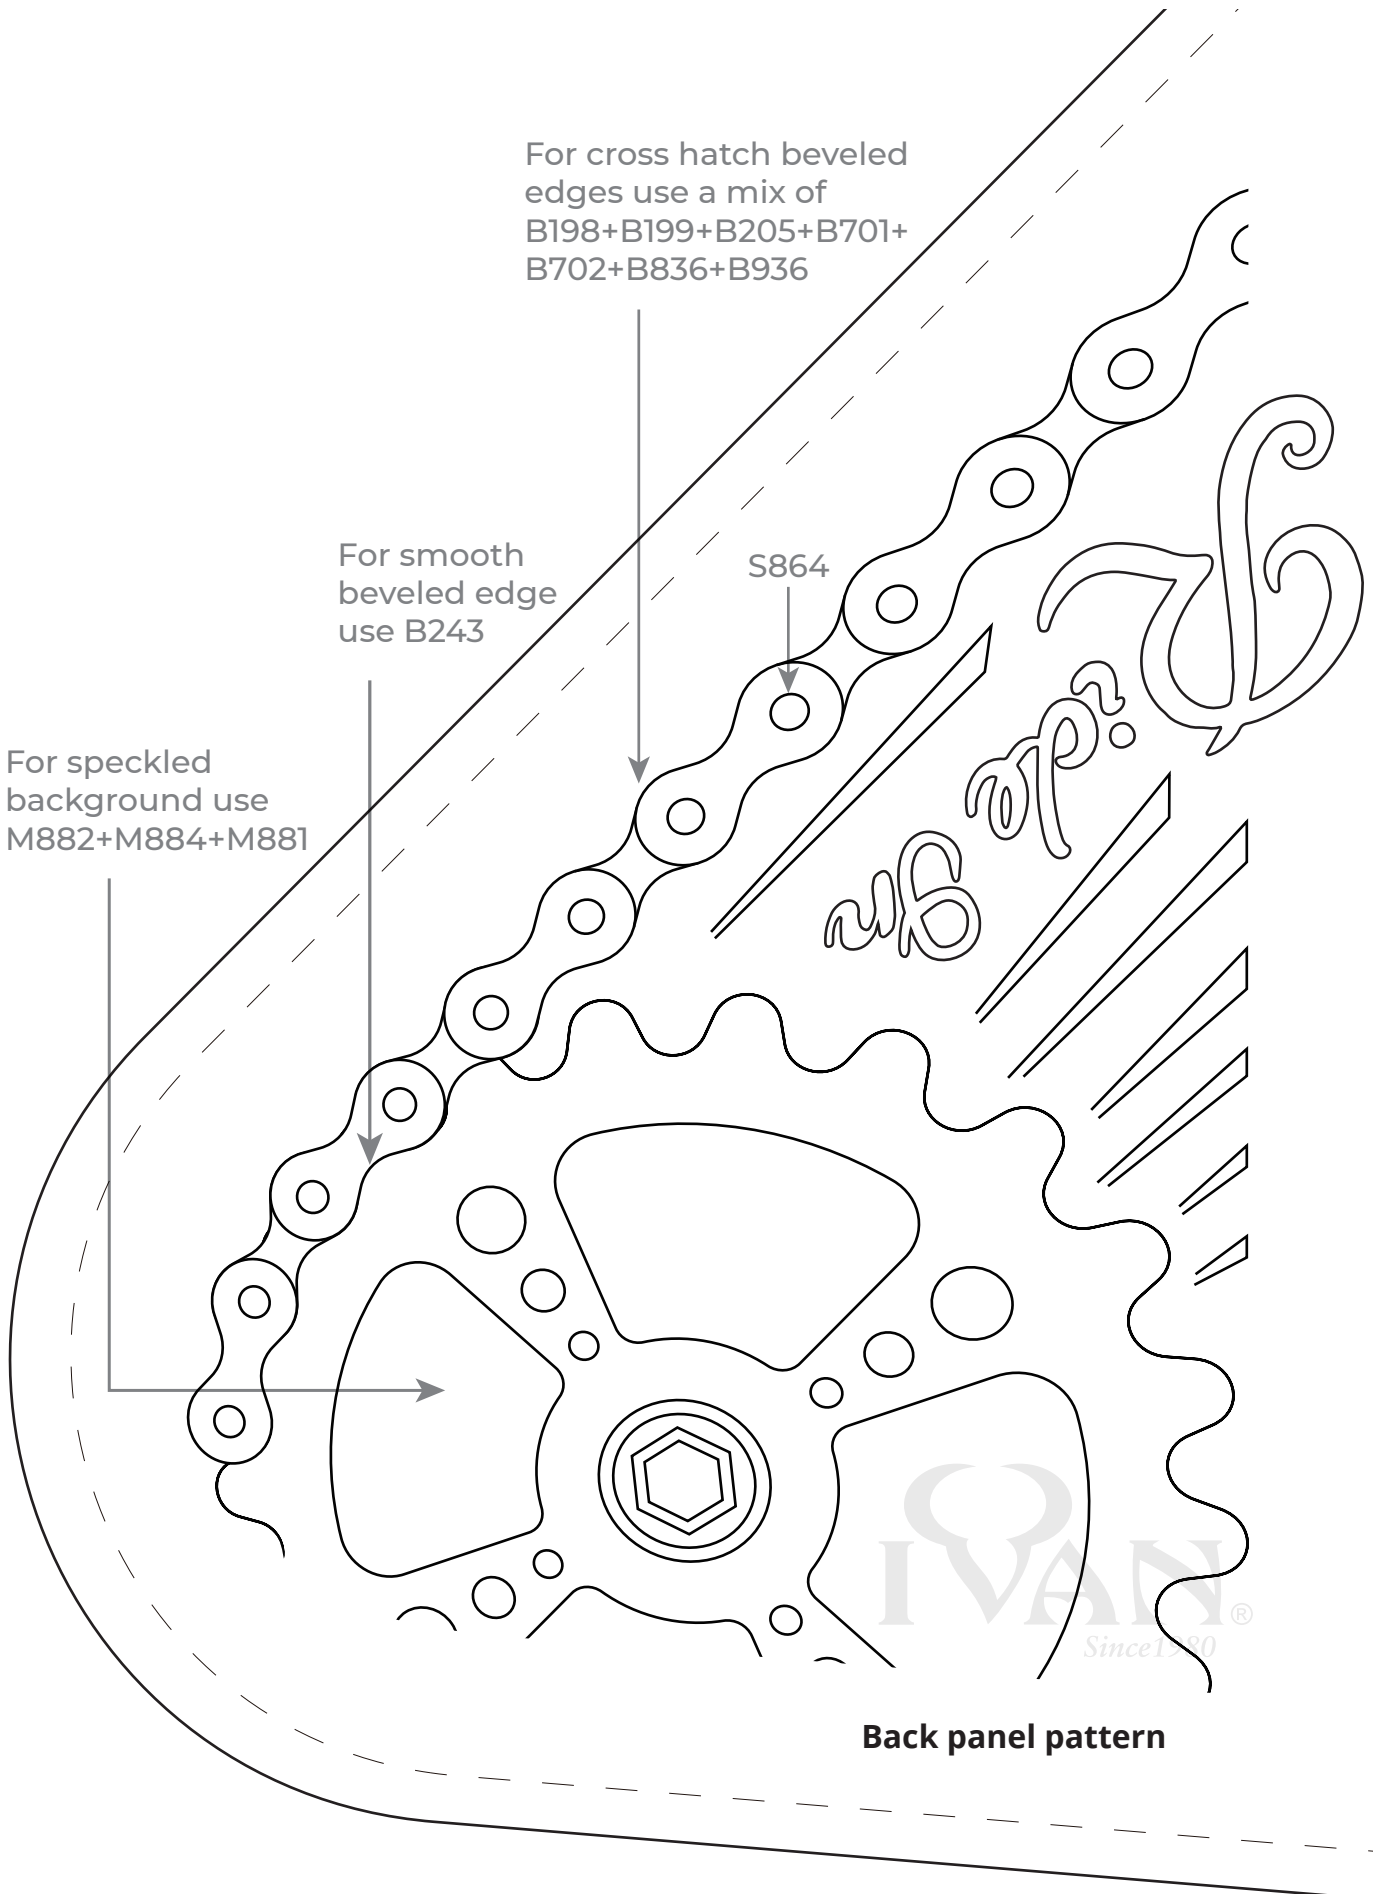 For cross hatch beveled
edges use a mix of
B198+B199+B205+B701+
B702+B836+B936
For smooth
beveled edge
use B243
S864
For speckled
background use
M882+M884+M881
IVAN®
Since1980
Back panel pattern